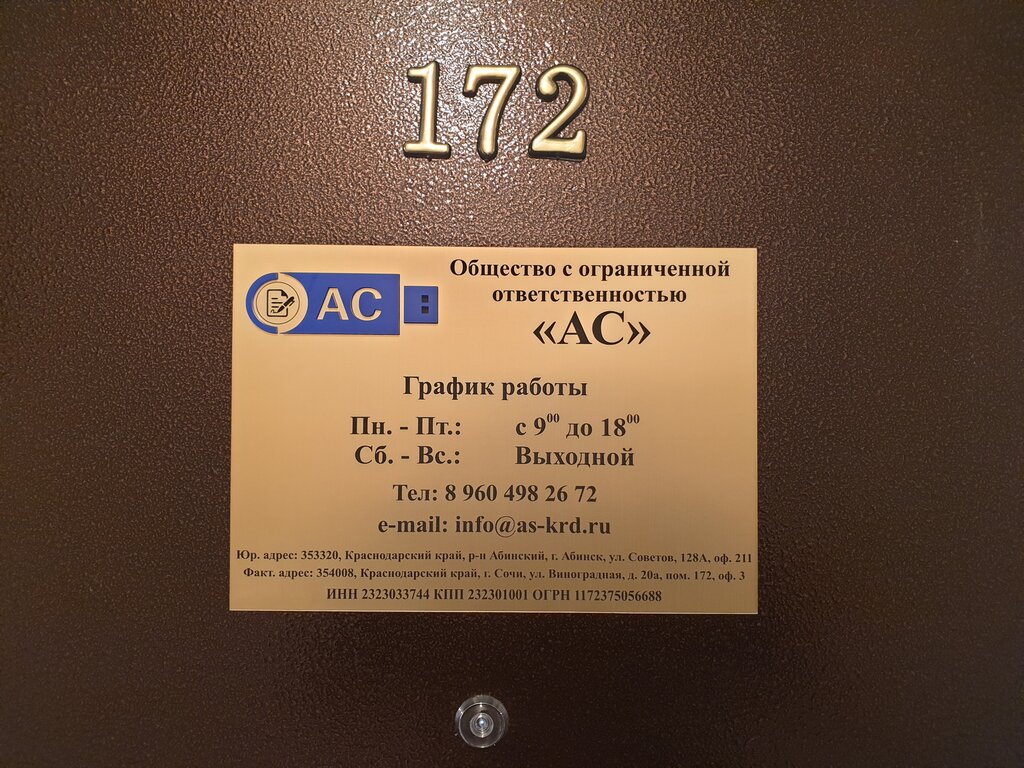 172
АС
Общество с ограниченной
ответственностью
«АС»
График работы
Пн. - Пт.: с 9⁰⁰ до 18⁰⁰
Сб. - Вс.: Выходной
Тел: 8 960 498 26 72
e-mail: info@as-krd.ru
Юр. адрес: 353320, Краснодарский край, р-н Абинский, г. Абинск, ул. Советов, 128А, оф. 211
Факт. адрес: 354008, Краснодарский край, г. Сочи, ул. Виноградная, д. 20а, пом. 172, оф. 3
ИНН 2323033744 КПП 232301001 ОГРН 1172375056688